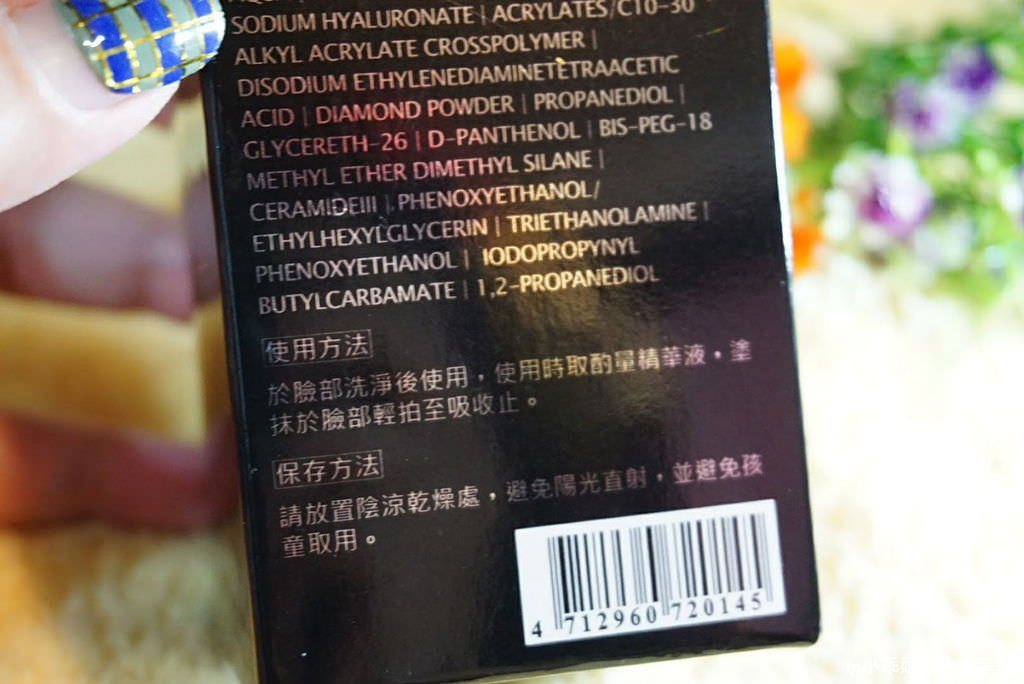 SODIUM HYALURONATE | ACRYLATES/C10-30
ALKYL ACRYLATE CROSSPOLYMER |
DISODIUM ETHYLENEDIAMINETETRAACETIC
ACID | DIAMOND POWDER | PROPANEDIOL |
GLYCERETH-26 | D-PANTHENOL | BIS-PEG-18
METHYL ETHER DIMETHYL SILANE |
CERAMIDEIII | PHENOXYETHANOL/
ETHYLHEXYLGLYCERIN | TRIETHANOLAMINE |
PHENOXYETHANOL | IODOPROPYNYL
BUTYLCARBAMATE | 1,2-PROPANEDIOL
使用方法
於臉部洗淨後使用，使用時取酌量精華液，塗
抹於臉部輕拍至吸收止。
保存方法
請放置陰涼乾燥處，避免陽光直射，並避免孩
童取用。
4 712960 720145